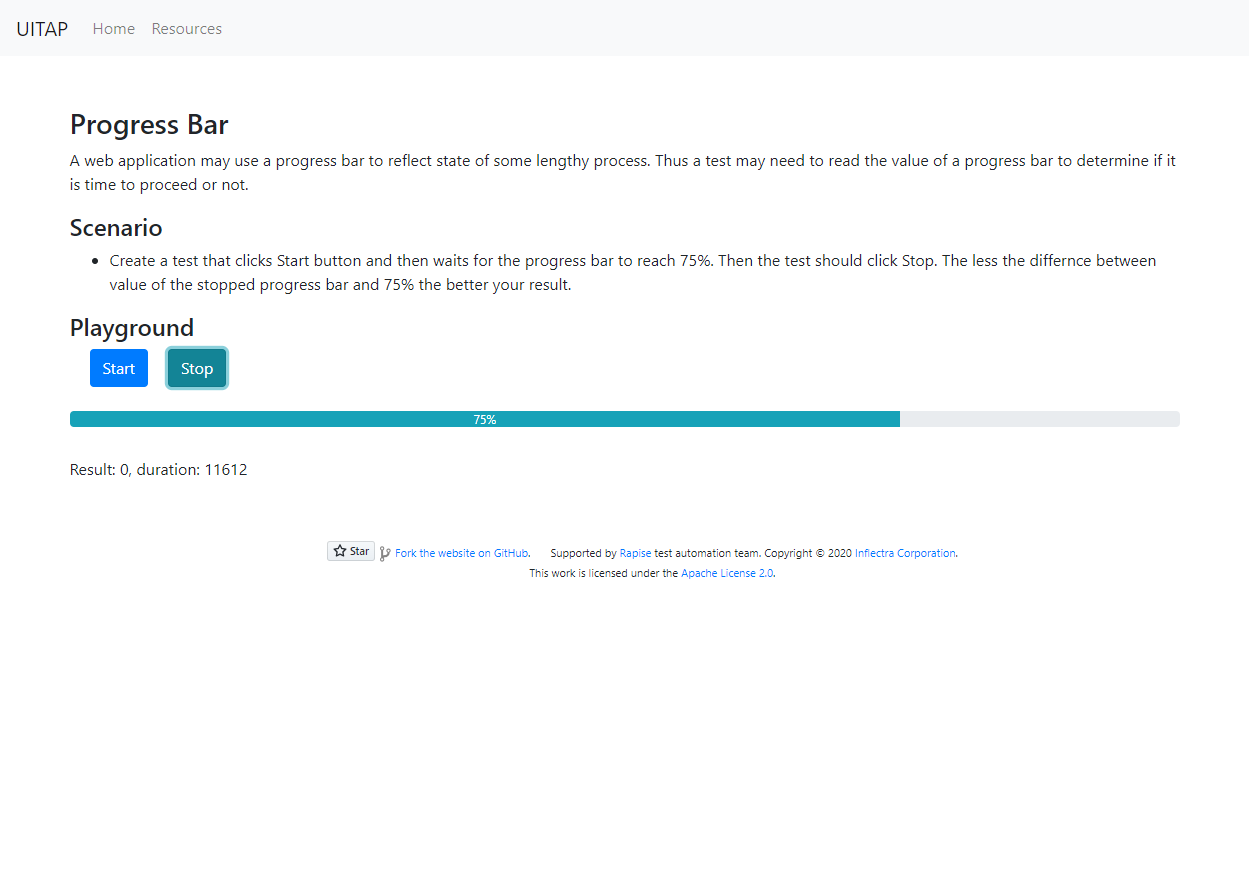 UITAP Home Resources
Progress Bar
A web application may use a progress bar to reflect state of some lengthy process. Thus a test may need to read the value of a progress bar to determine if it
is time to proceed or not.
Scenario
Create a test that clicks Start button and then waits for the progress bar to reach 75%. Then the test should click Stop. The less the differnce between
value of the stopped progress bar and 75% the better your result.
Playground
Start Stop
75%
Result: 0, duration: 11612
Star Fork the website on GitHub. Supported by Rapise test automation team. Copyright © 2020 Inflectra Corporation.
This work is licensed under the Apache License 2.0.